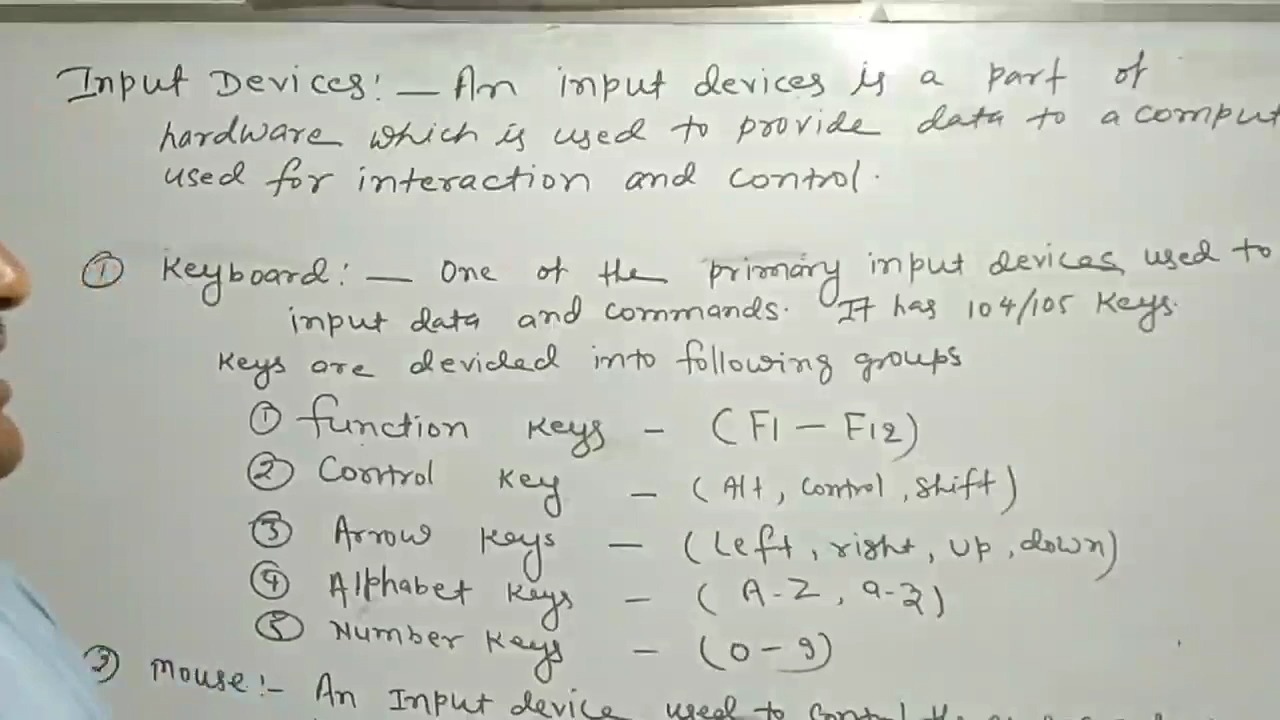 Input Devices:- An input devices is a part of
hardware which is used to provide data to a comput
used for interaction and control.
① Keyboard:- One of the primary input devices used to
input data and commands. It has 104/105 Keys.
Keys are devided into following groups
① function Keys - (F1 - F12)
② Control Key - (Alt, Control, Shift)
③ Arrow Keys - (Left, right, up, down)
④ Alphabet Keys - (A-Z, a-z)
⑤ Number Keys - (0-9)
③ Mouse:- An Input device used to control the